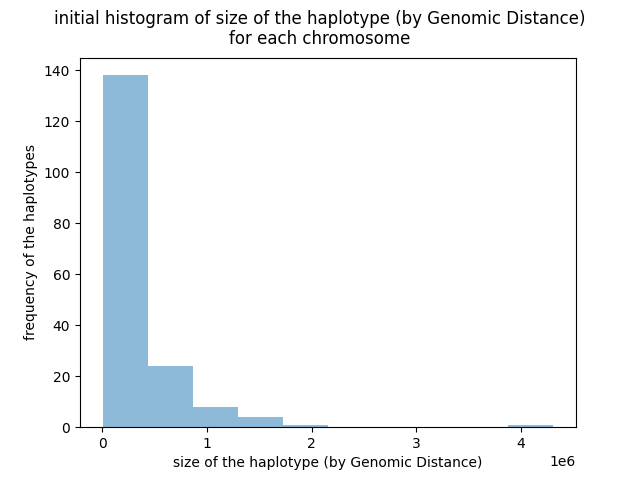 initial histogram of size of the haplotype (by Genomic Distance)
for each chromosome
frequency of the haplotypes
140
120
100
80
60
40
20
0
0 1 2 3 4
1e6
size of the haplotype (by Genomic Distance)